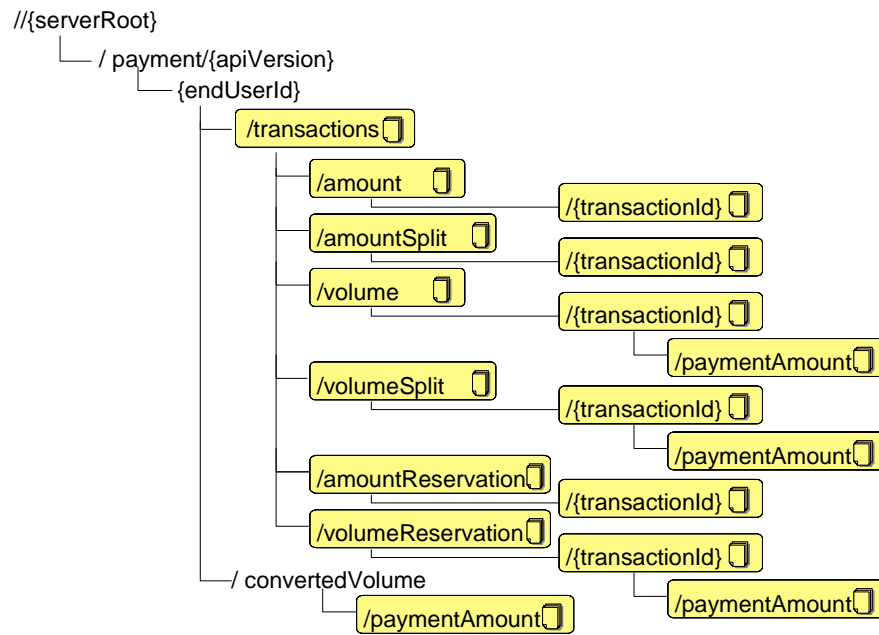 //{serverRoot}
/ payment/{apiVersion}
{endUserId}
/transactions
/amount
/{transactionId}
/amountSplit
/{transactionId}
/volume
/{transactionId}
/paymentAmount
/volumeSplit
/{transactionId}
/paymentAmount
/amountReservation
/{transactionId}
/volumeReservation
/{transactionId}
/ convertedVolume
/paymentAmount
/paymentAmount